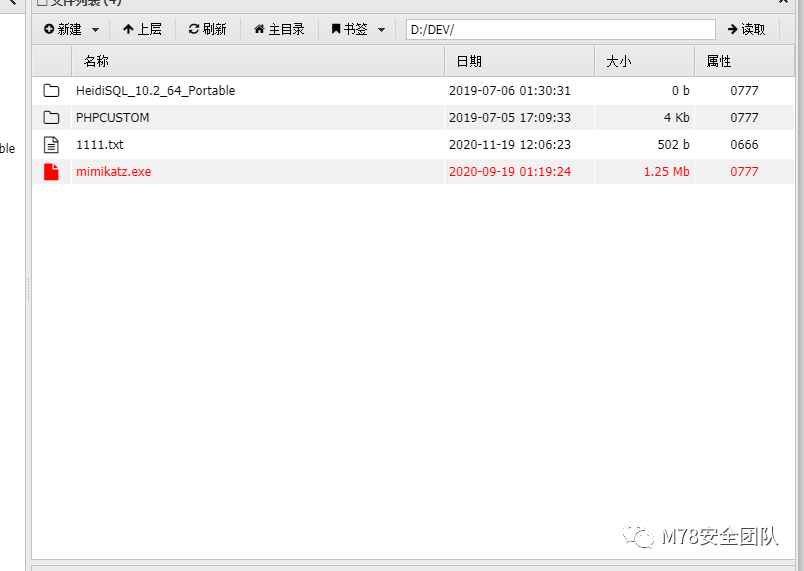 文件列表 (4)
新建 上层 刷新 主目录 书签 D:/DEV/ 读取
名称 日期 大小 属性
HeidiSQL_10.2_64_Portable 2019-07-06 01:30:31 0 b 0777
PHPCUSTOM 2019-07-05 17:09:33 4 Kb 0777
1111.txt 2020-11-19 12:06:23 502 b 0666
ble
mimikatz.exe 2020-09-19 01:19:24 1.25 Mb 0777
M78安全团队